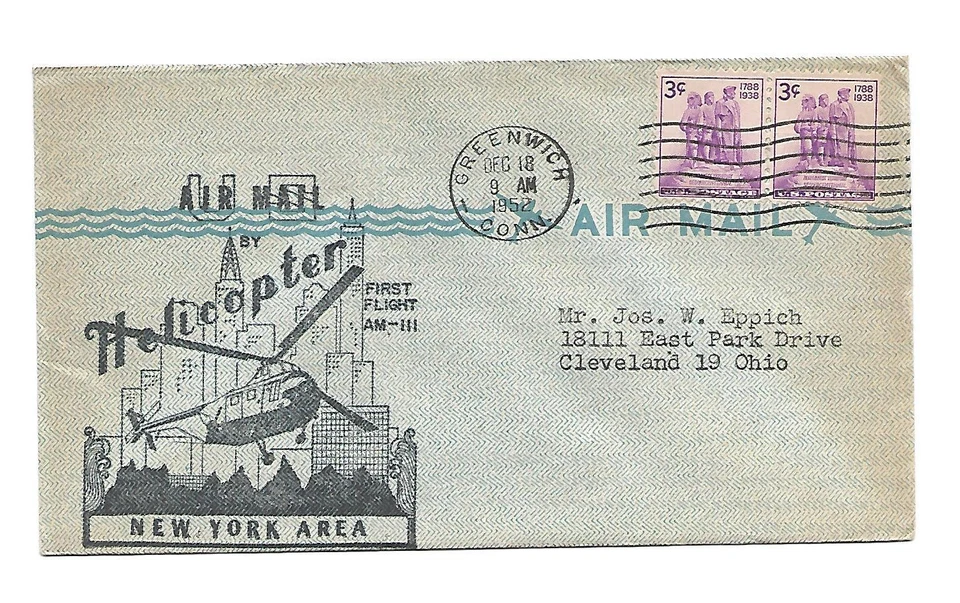 AIR MAIL
BY
Helicopter
FIRST
FLIGHT
AM-III
NEW YORK AREA
GREENWICH
DEC 18
9 AM
1952
CONN.
3¢ 1788
1938
3¢ 1788
1938
AIR MAIL
Mr. Jos. W. Eppich
18111 East Park Drive
Cleveland 19 Ohio